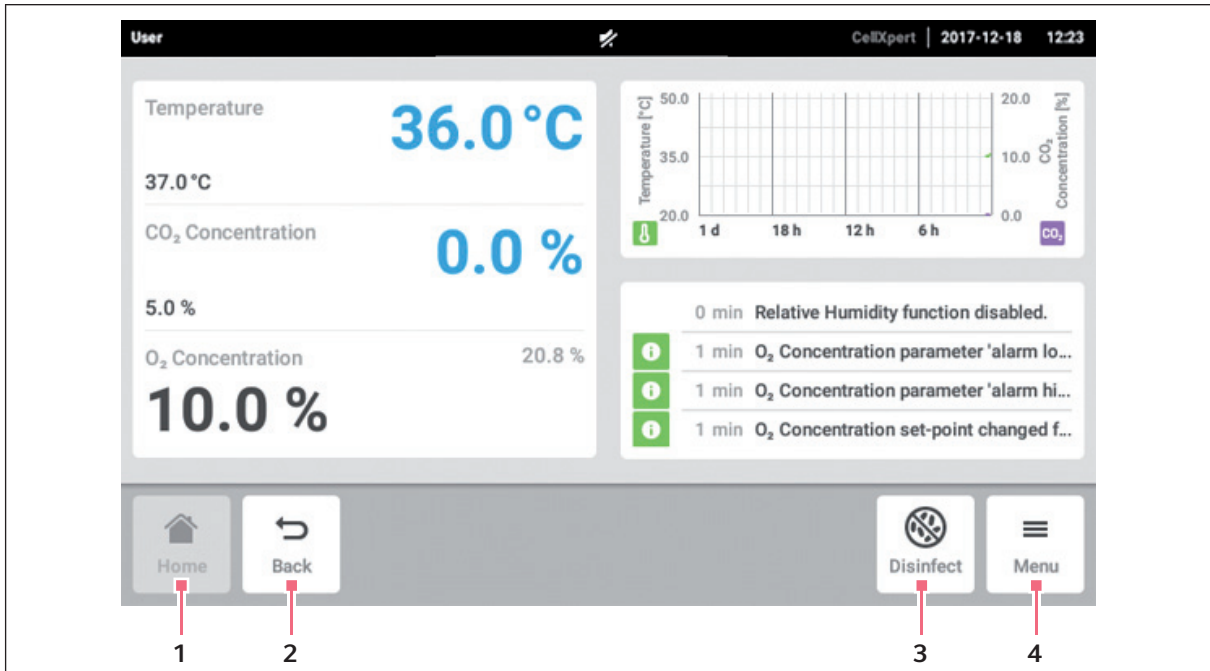 User CellXpert | 2017-12-18 12:23
Temperature
36.0 °C
37.0 °C
CO₂ Concentration
0.0 %
5.0 %
O₂ Concentration 20.8 %
10.0 %
Temperature [°C]
50.0
35.0
20.0
20.0
10.0
0.0
CO₂
Concentration [%]
1 d 18 h 12 h 6 h
CO₂
0 min Relative Humidity function disabled.
1 min O₂ Concentration parameter 'alarm lo...
1 min O₂ Concentration parameter 'alarm hi...
1 min O₂ Concentration set-point changed f...
Home Back Disinfect Menu
1 2 3 4